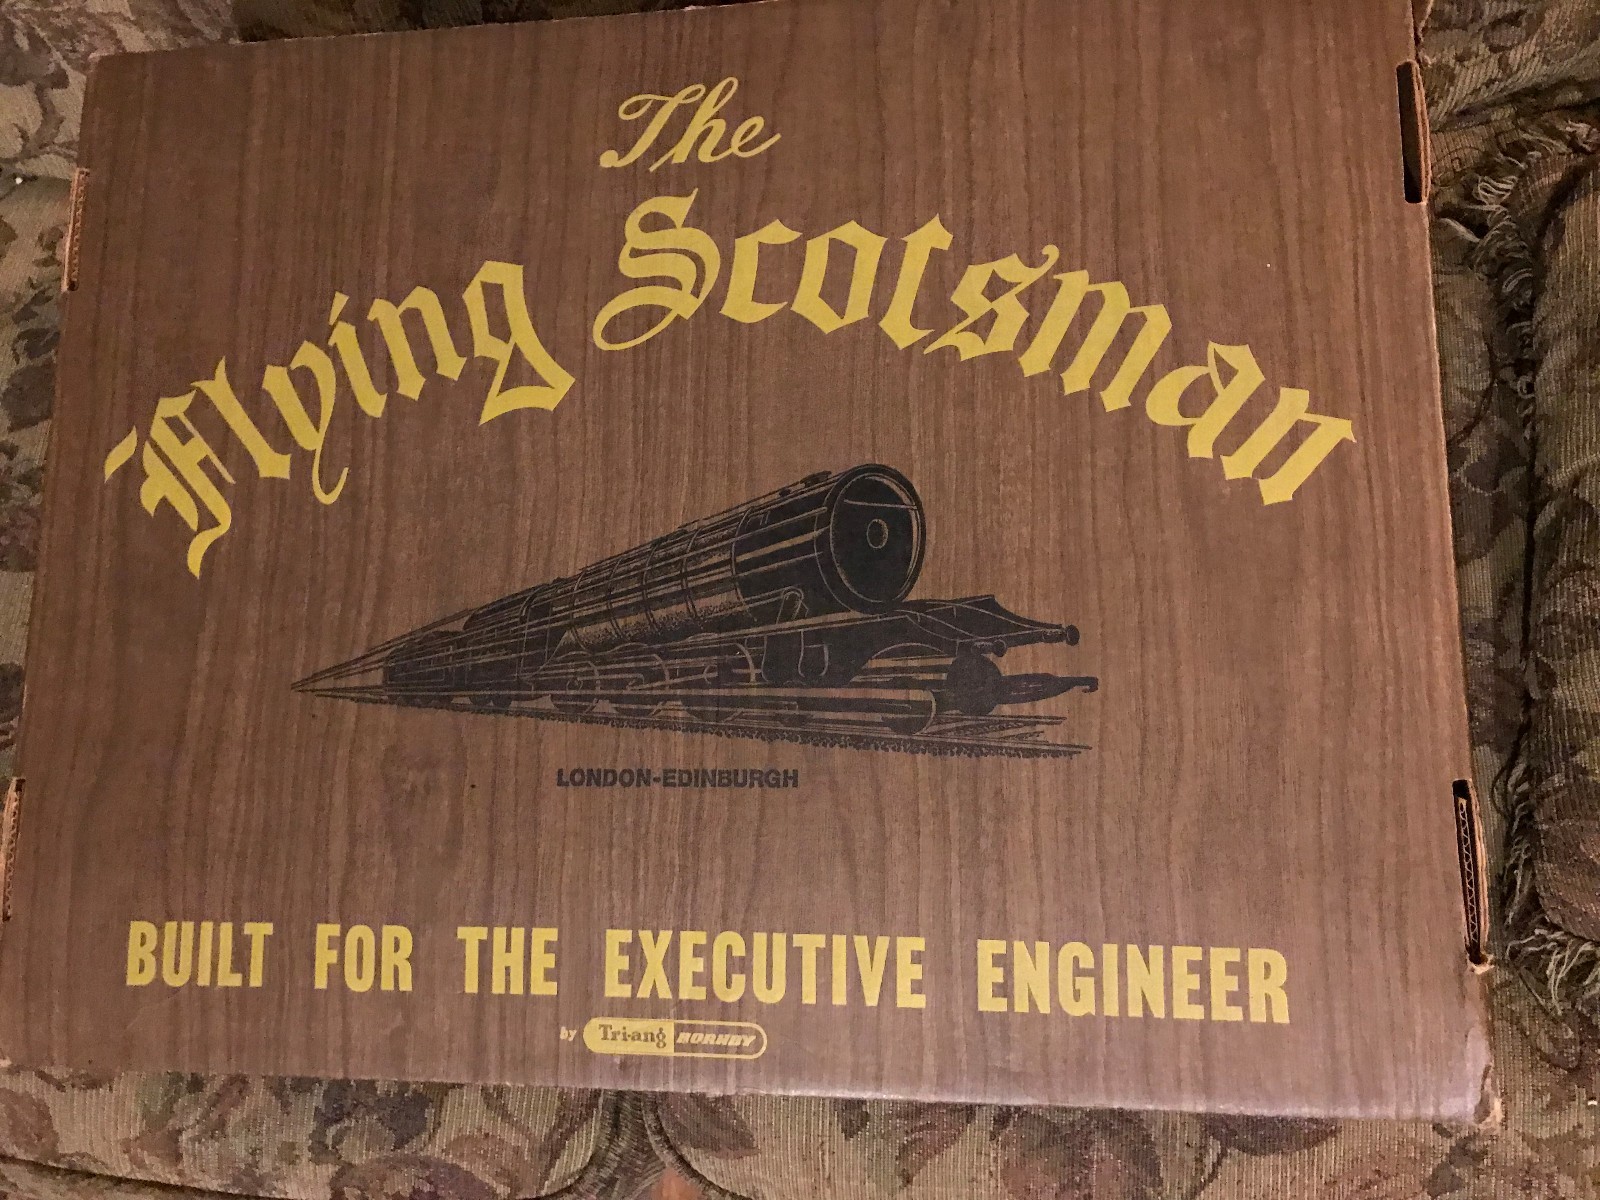 The
Flying Scotsman
LONDON-EDINBURGH
BUILT FOR THE EXECUTIVE ENGINEER
by Tri-ang HORNBY